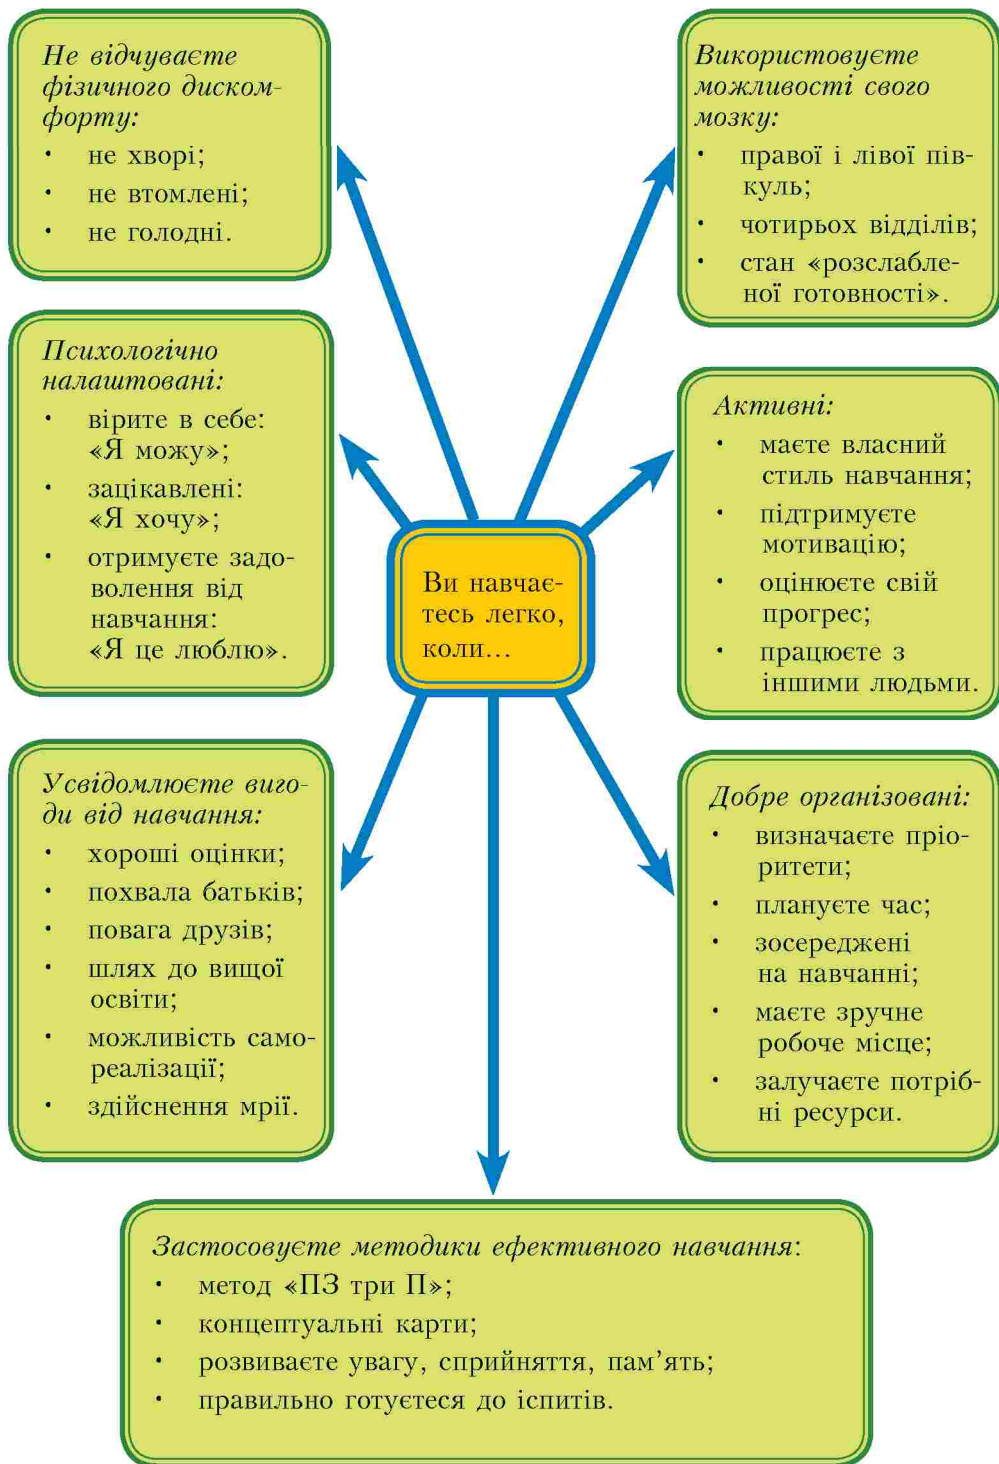 Не відчуваєте
фізичного диском-
форту:
· не хворі;
· не втомлені;
· не голодні.
Використовуєте
можливості свого
мозку:
· правої і лівої пів-
куль;
· чотирьох відділів;
· стан «розслабле-
ної готовності».
Психологічно
налаштовані:
· вірите в себе:
«Я можу»;
· зацікавлені:
«Я хочу»;
· отримуєте задо-
волення від
навчання:
«Я це люблю».
Активні:
· маєте власний
стиль навчання;
· підтримуєте
мотивацію;
· оцінюєте свій
прогрес;
· працюєте з
іншими людьми.
Ви навчає-
тесь легко,
коли...
Усвідомлюєте виго-
ди від навчання:
· хороші оцінки;
· похвала батьків;
· повага друзів;
· шлях до вищої
освіти;
· можливість само-
реалізації;
· здійснення мрії.
Добре організовані:
· визначаєте пріо-
ритети;
· плануєте час;
· зосереджені
на навчанні;
· маєте зручне
робоче місце;
· залучаєте потріб-
ні ресурси.
Застосовуєте методики ефективного навчання:
· метод «ПЗ три П»;
· концептуальні карти;
· розвиваєте увагу, сприйняття, пам’ять;
· правильно готуєтеся до іспитів.